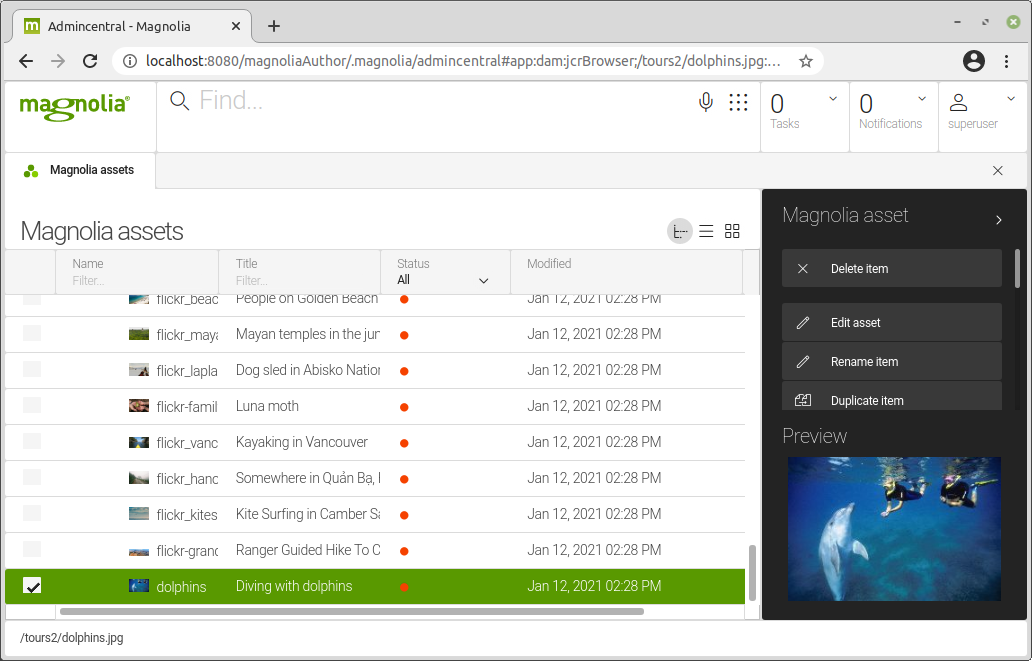 Admincentral - Magnolia
localhost:8080/magnoliaAuthor/.magnolia/admincentral#app:dam:jcrBrowser;/tours2/dolphins.jpg:...
magnolia®
Find...
0
Tasks
0
Notifications
superuser
Magnolia assets
Magnolia assets
Name Title Status Modified
Filter... Filter... All
flickr_beac People on Golden Beach Jan 12, 2021 02:28 PM
flickr_maya Mayan temples in the jun Jan 12, 2021 02:28 PM
flickr_lapla Dog sled in Abisko Nation Jan 12, 2021 02:28 PM
flickr-famil Luna moth Jan 12, 2021 02:28 PM
flickr_vanc Kayaking in Vancouver Jan 12, 2021 02:28 PM
flickr_hanc Somewhere in Quản Bạ, Jan 12, 2021 02:28 PM
flickr_kites Kite Surfing in Camber Sa Jan 12, 2021 02:28 PM
flickr-granc Ranger Guided Hike To C Jan 12, 2021 02:28 PM
dolphins Diving with dolphins Jan 12, 2021 02:28 PM
/tours2/dolphins.jpg
Magnolia asset
Delete item
Edit asset
Rename item
Duplicate item
Preview